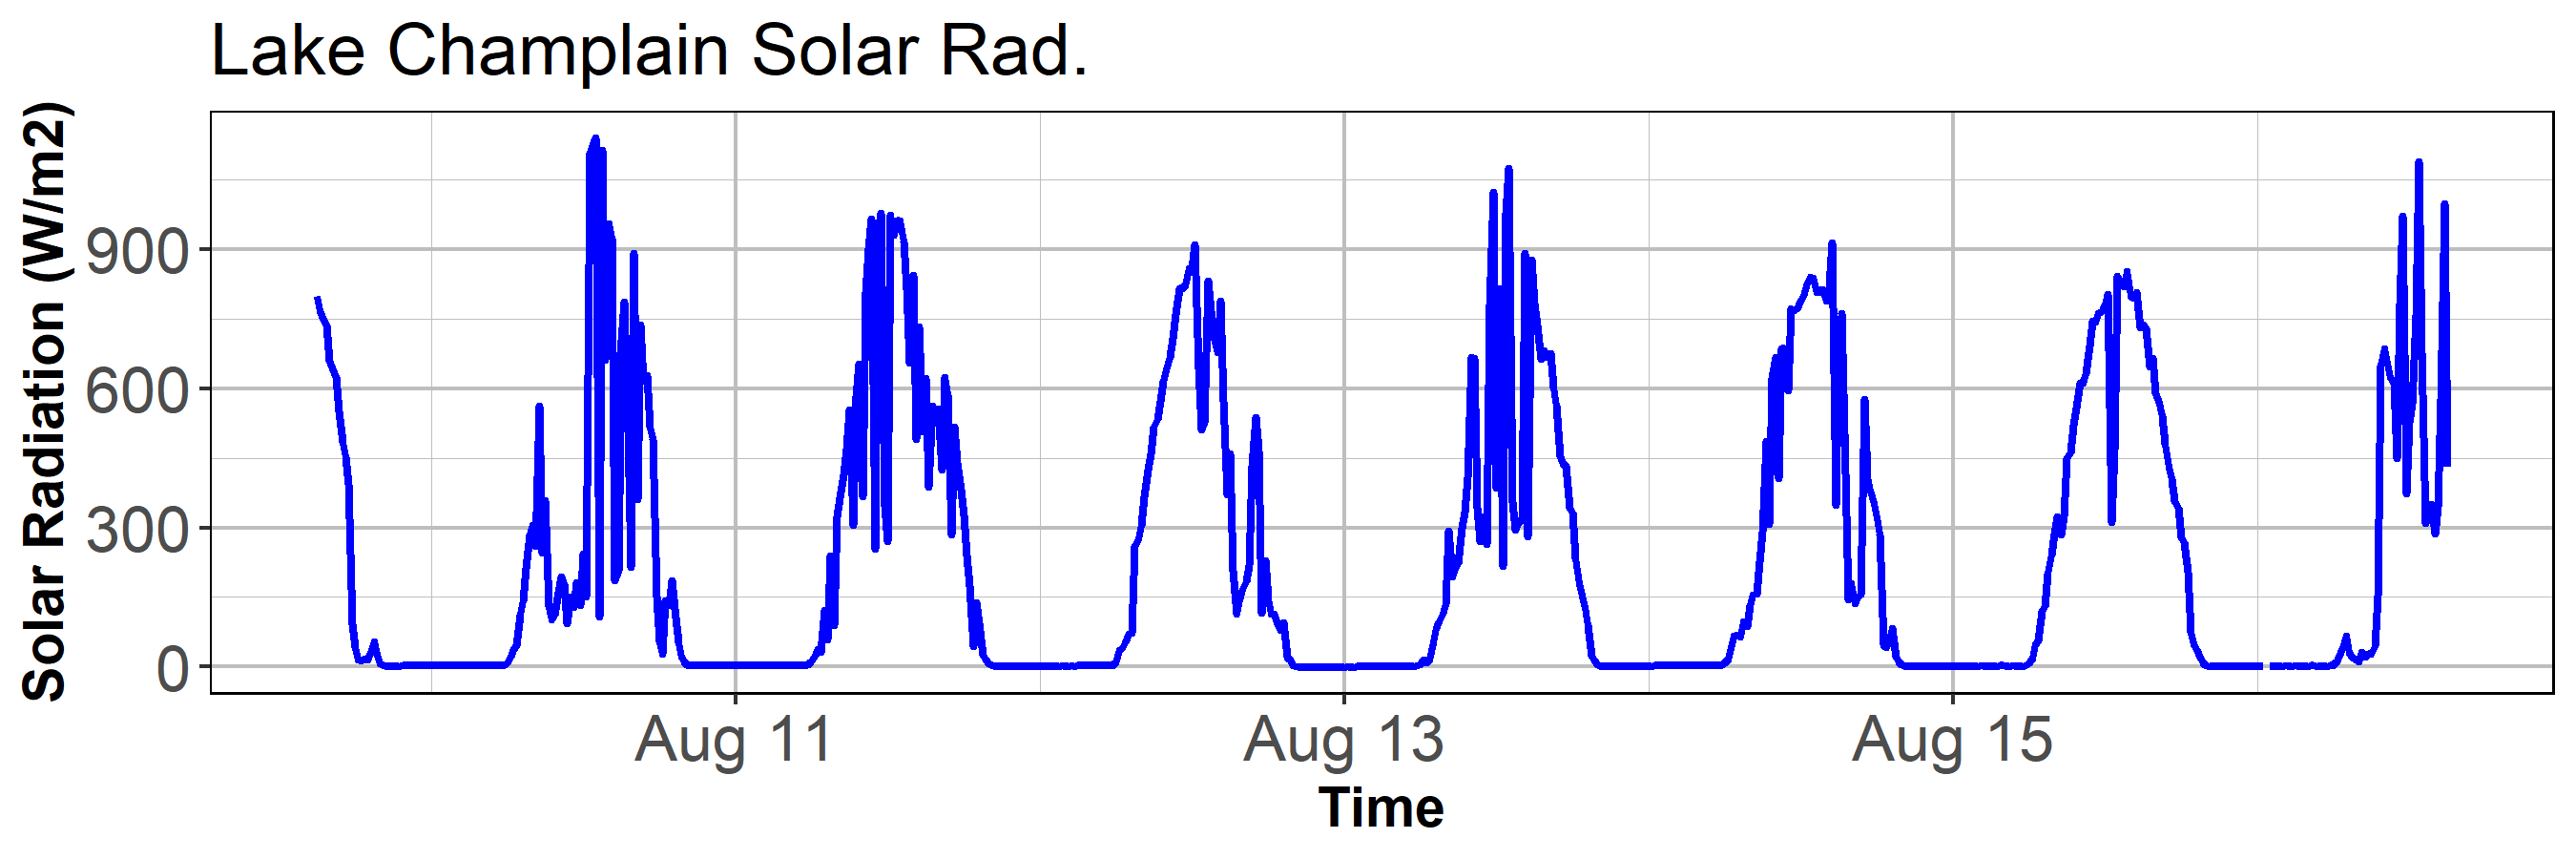 Lake Champlain Solar Rad.
Solar Radiation (W/m2)
900
600
300
0
Aug 11
Aug 13
Aug 15
Time